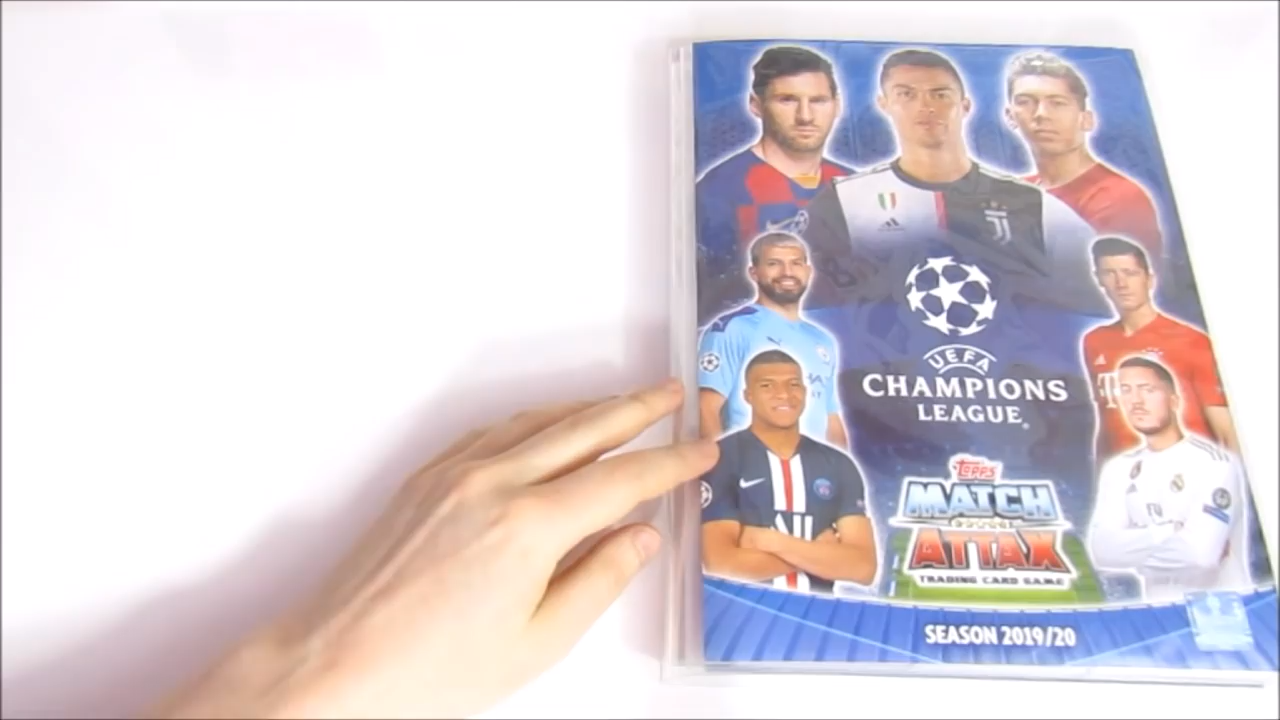 UEFA
CHAMPIONS
LEAGUE
Topps
MATCH
ATTAX
TRADING CARD GAME
SEASON 2019/20